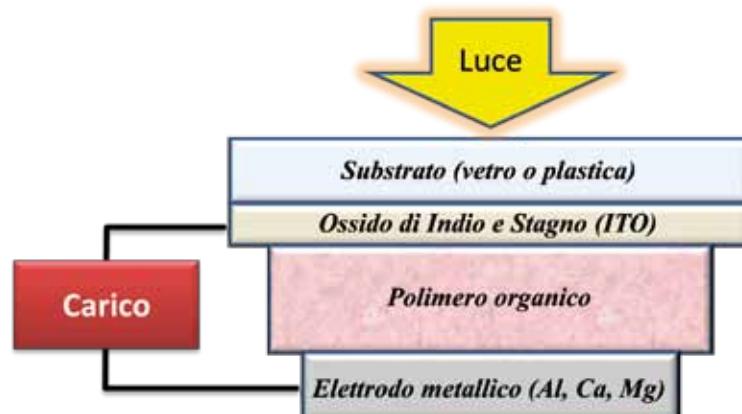 Luce
Substrato (vetro o plastica)
Ossido di Indio e Stagno (ITO)
Carico
Polimero organico
Elettrodo metallico (Al, Ca, Mg)